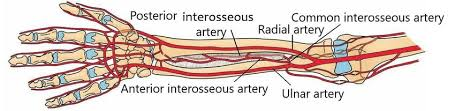 Posterior interosseous
artery
Common interosseous artery
Radial artery
Anterior interosseous artery
Ulnar artery